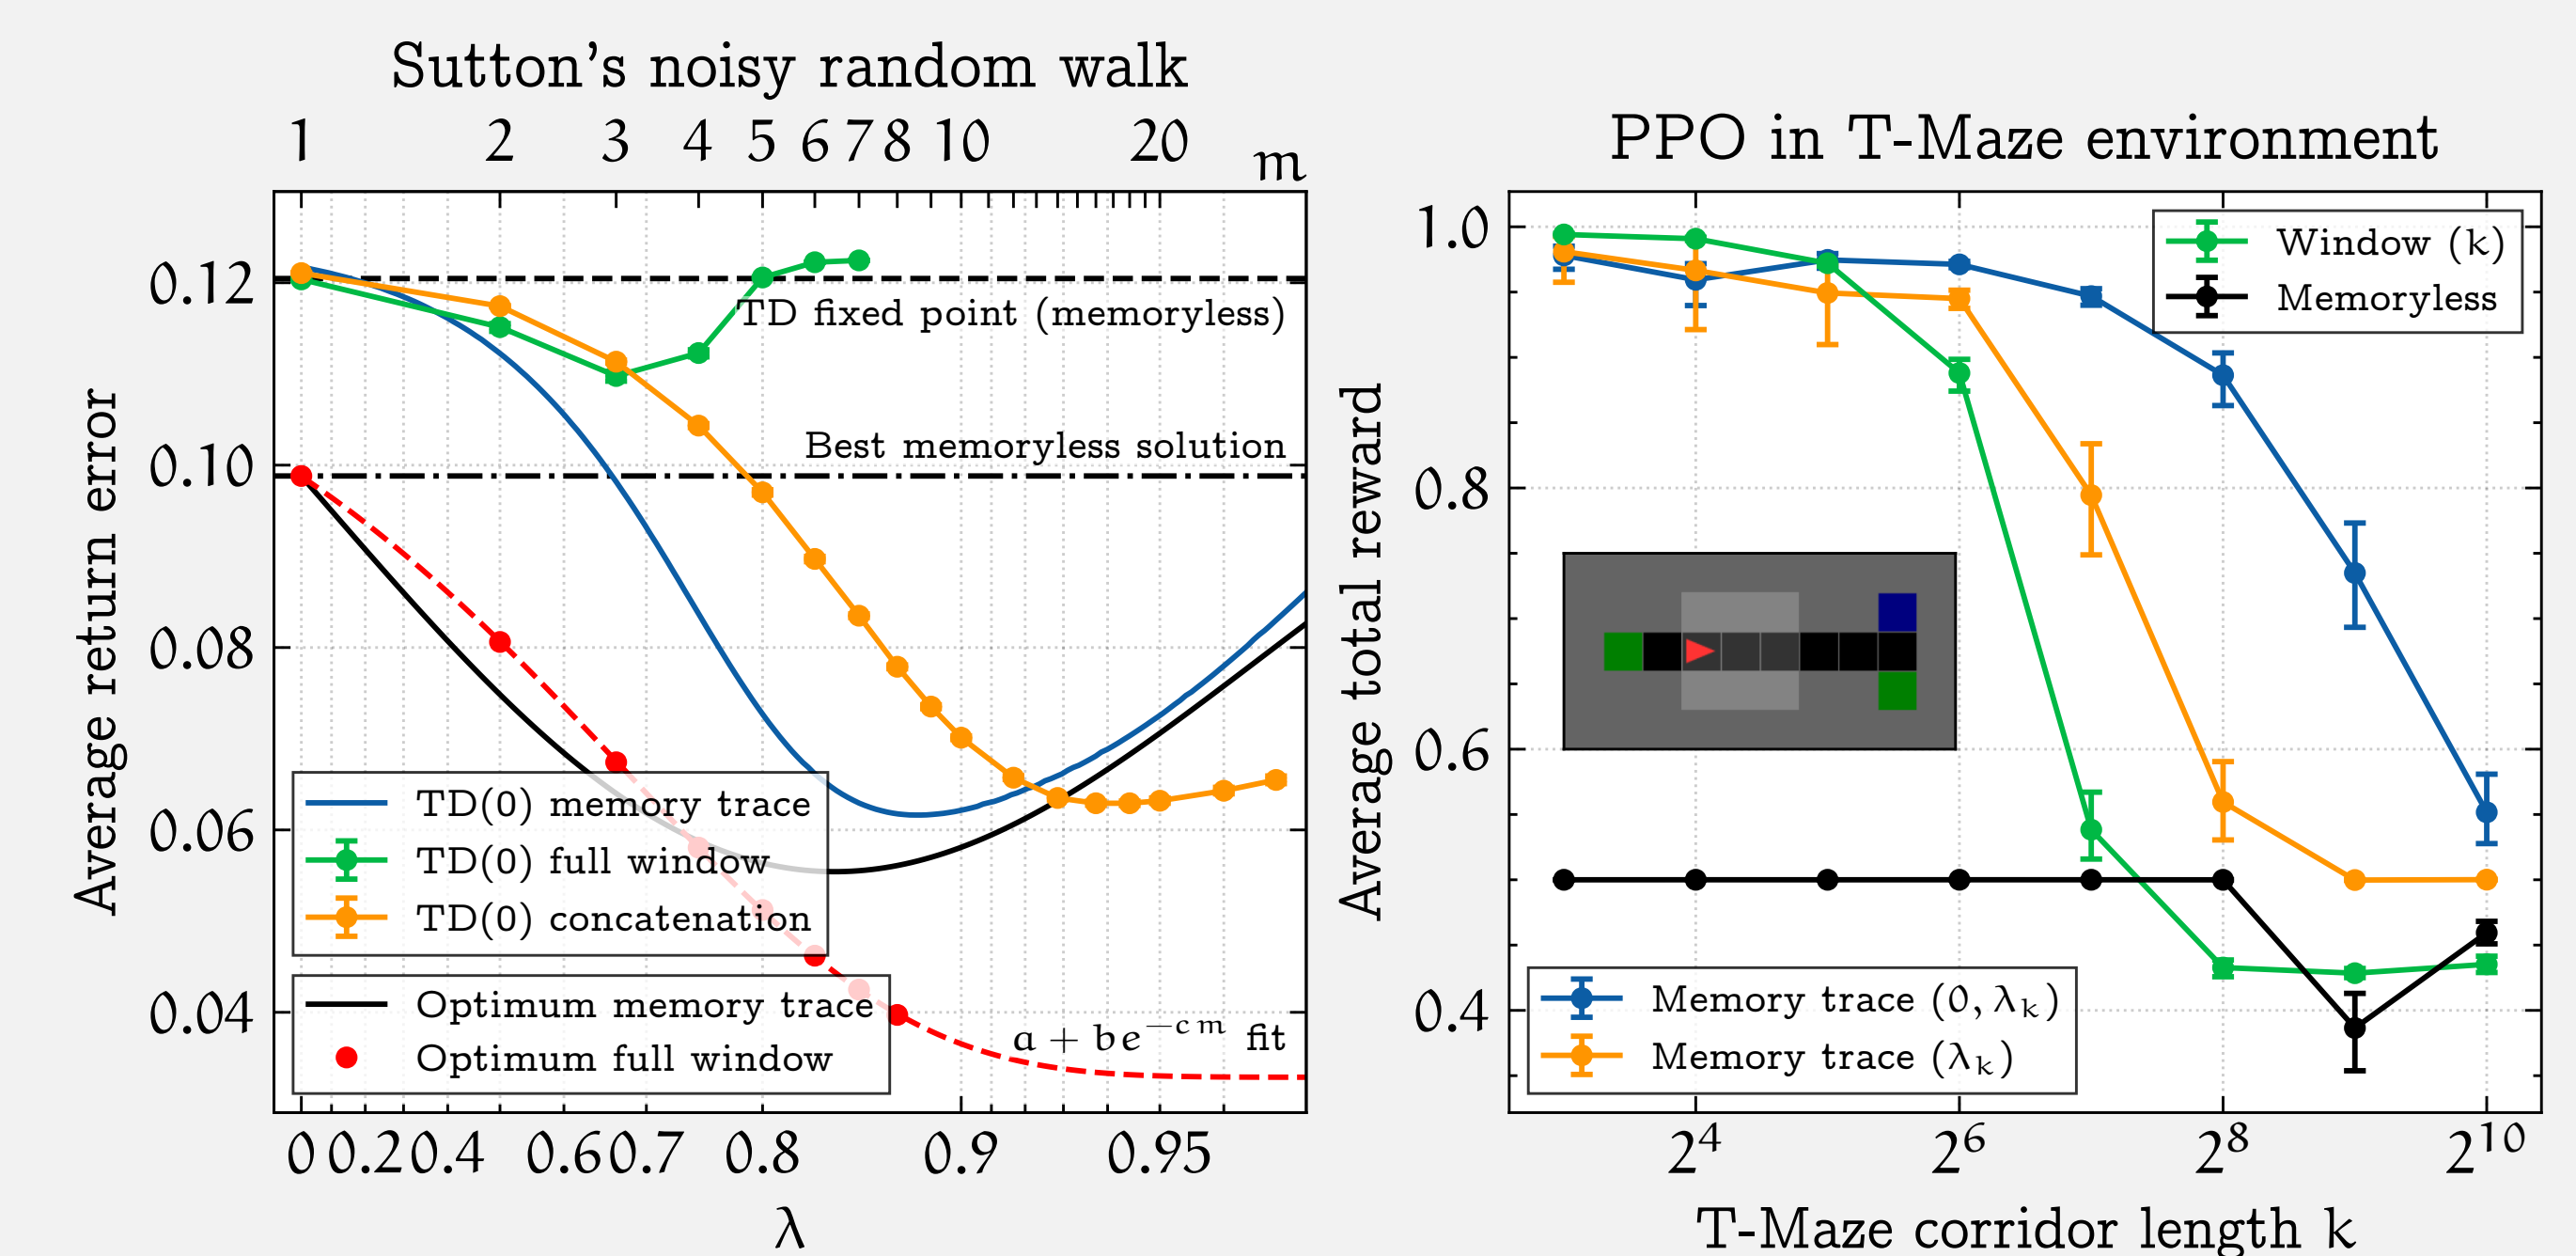 Sutton's noisy random walk
1 2 3 4 5 6 7 8 10 20 m
0.12
0.10
0.08
0.06
0.04
Average return error
TD fixed point (memoryless)
Best memoryless solution
TD(0) memory trace
TD(0) full window
TD(0) concatenation
Optimum memory trace
Optimum full window
a + b e^{−c m} fit
0 0.2 0.4 0.6 0.7 0.8 0.9 0.95
λ
PPO in T-Maze environment
1.0
0.8
0.6
0.4
Average total reward
Window (k)
Memoryless
Memory trace (0, λ_k)
Memory trace (λ_k)
2^4 2^6 2^8 2^10
T-Maze corridor length k